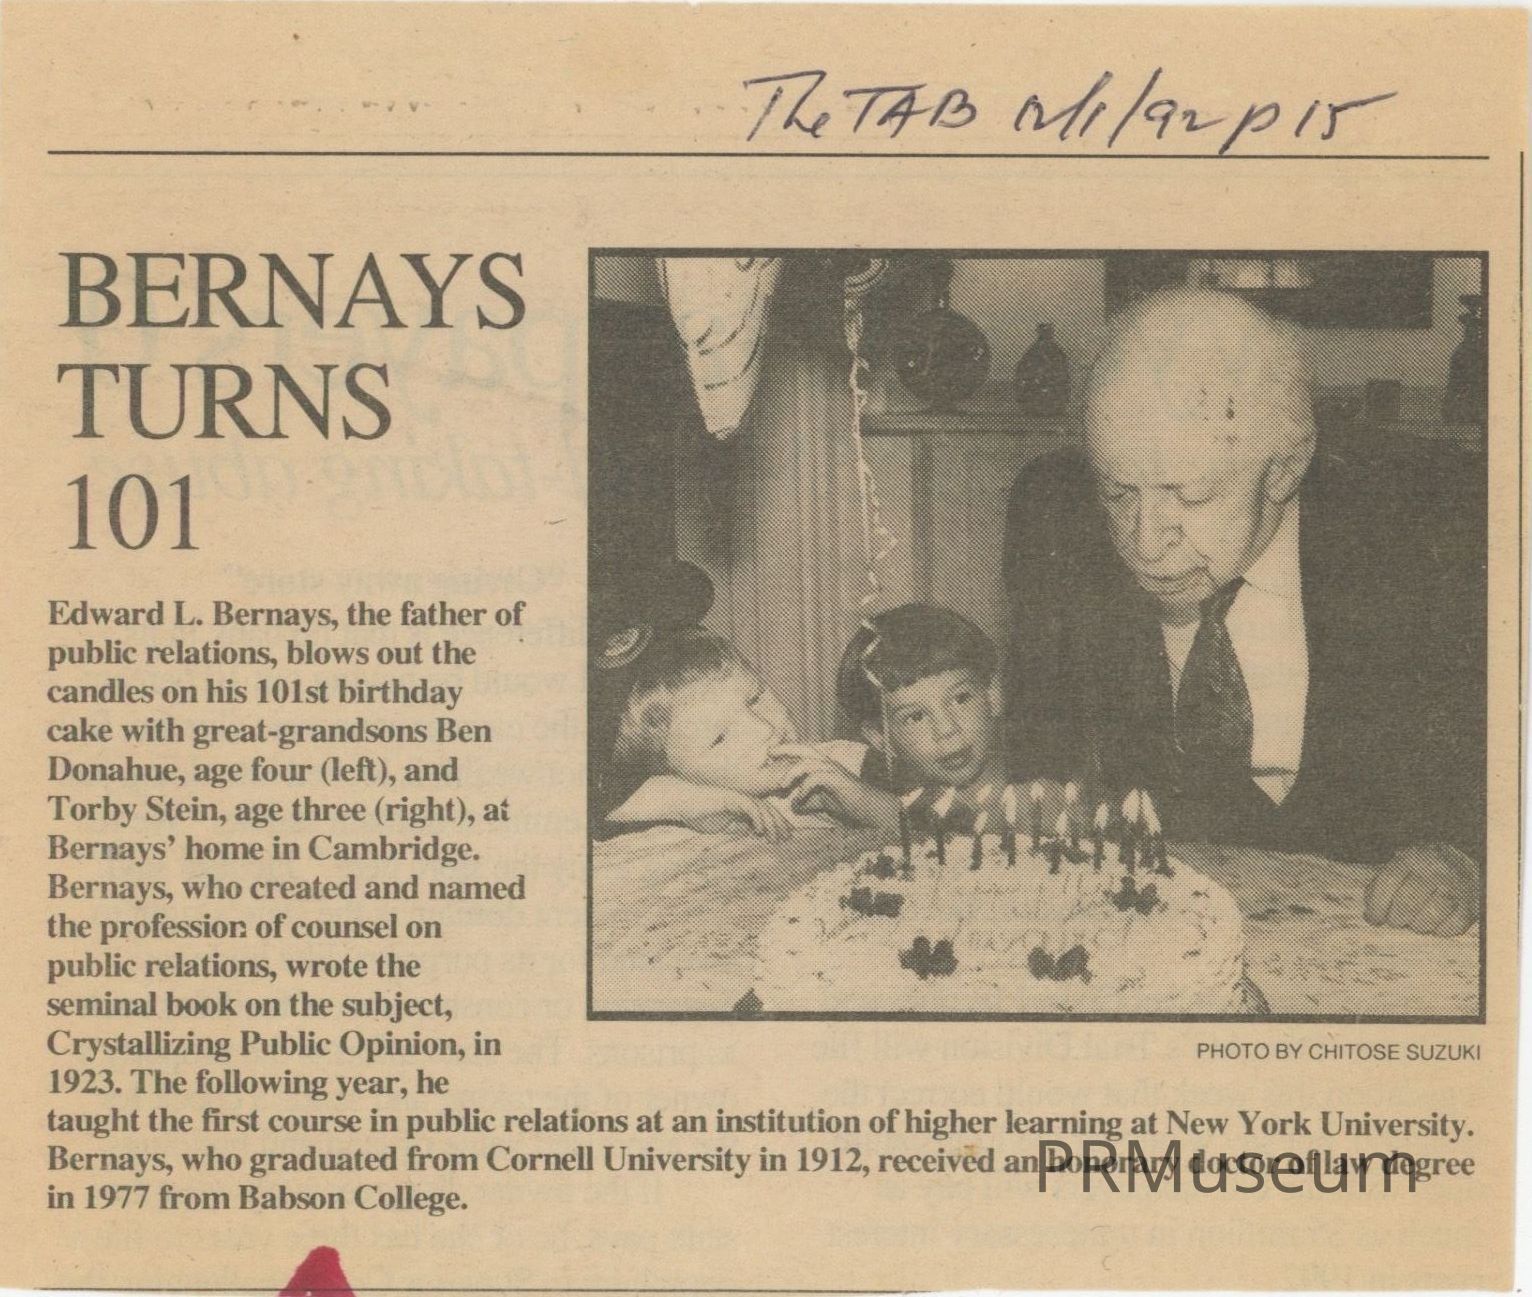 The TAB 12/1/92 p 15
BERNAYS
TURNS
101
Edward L. Bernays, the father of
public relations, blows out the
candles on his 101st birthday
cake with great-grandsons Ben
Donahue, age four (left), and
Torby Stein, age three (right), at
Bernays' home in Cambridge.
Bernays, who created and named
the profession of counsel on
public relations, wrote the
seminal book on the subject,
Crystallizing Public Opinion, in
1923. The following year, he
taught the first course in public relations at an institution of higher learning at New York University.
Bernays, who graduated from Cornell University in 1912, received an honorary doctor of law degree
in 1977 from Babson College.
PHOTO BY CHITOSE SUZUKI
PRMuseum